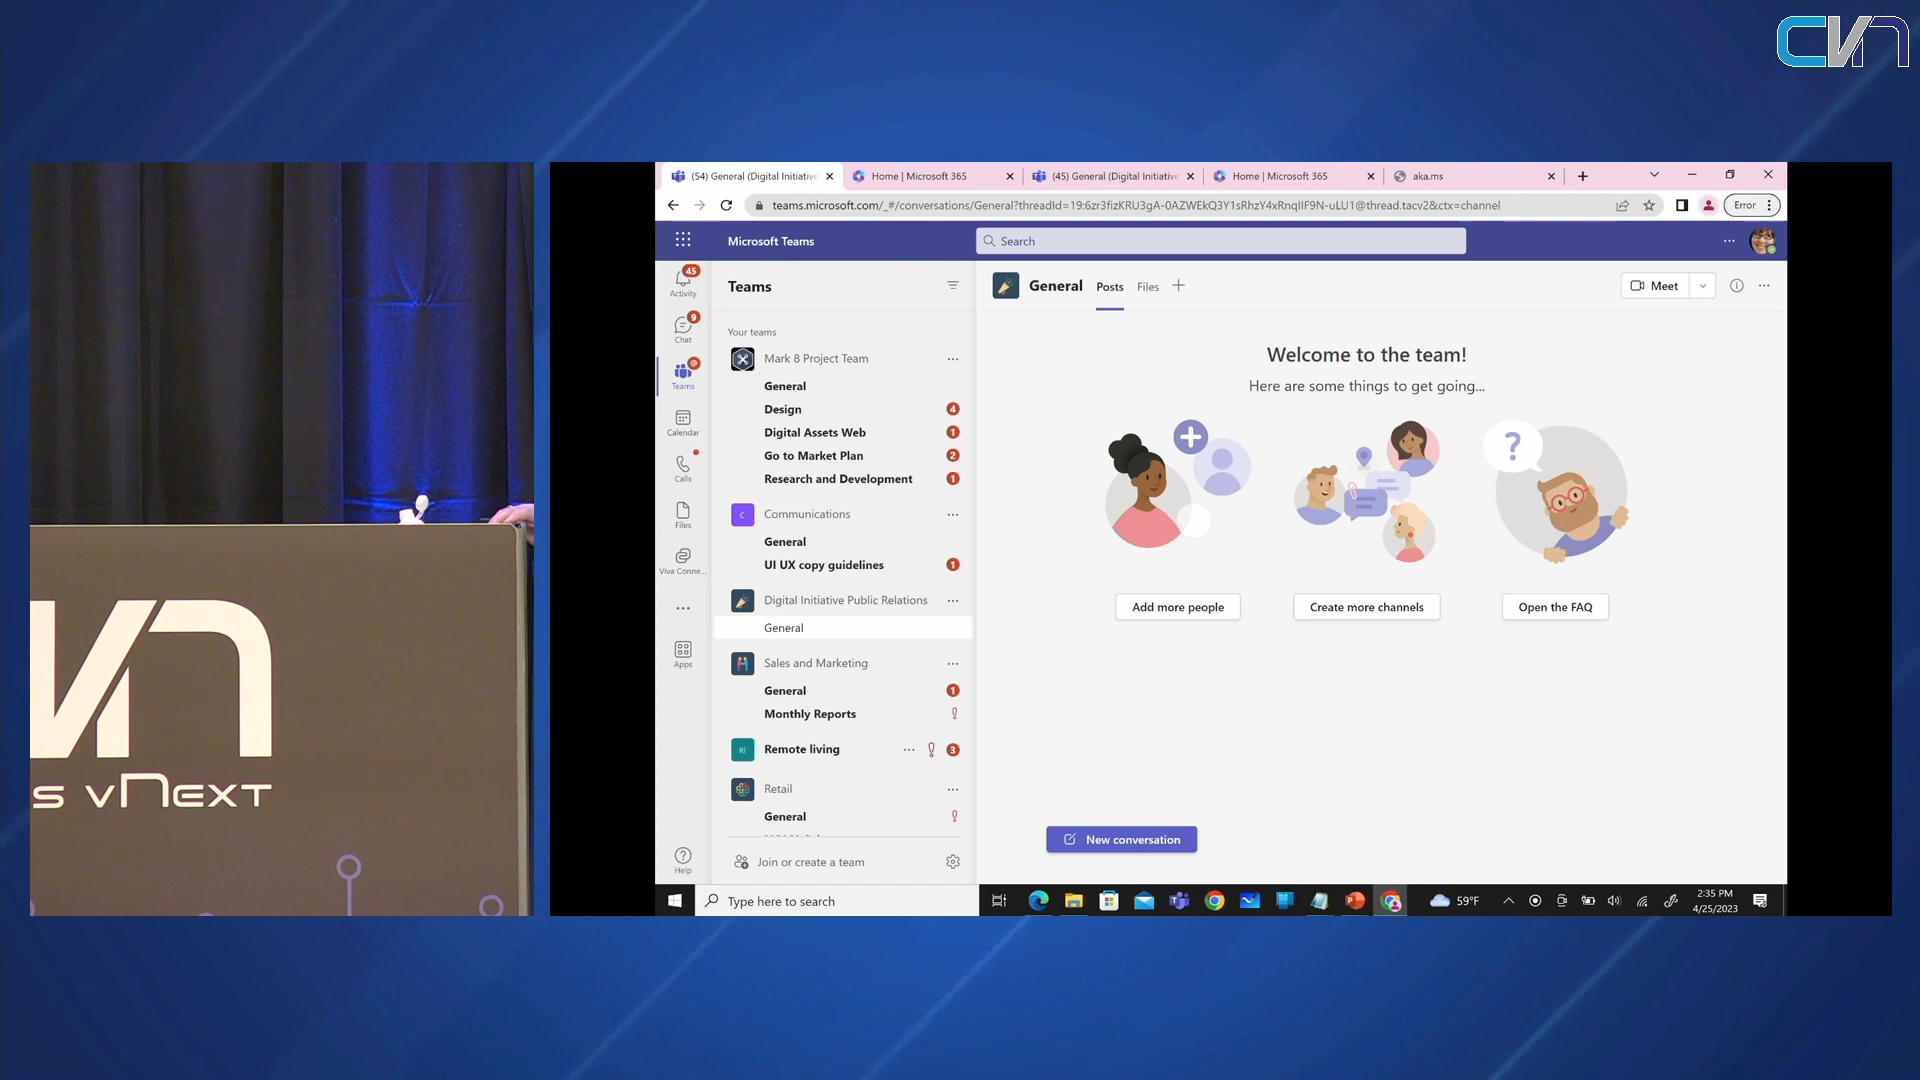 CVN
(54) General (Digital Initiative
Home | Microsoft 365
(45) General (Digital Initiative
Home | Microsoft 365
aka.ms
teams.microsoft.com/_#/conversations/General?threadId=19:6zr3fizKRU3gA-0AZWEkQ3Y1sRhzY4xRnqIIF9N-uLU1@thread.tacv2&ctx=channel
Error
Microsoft Teams
Search
45
Activity
9
Chat
Teams
Calendar
Calls
Files
Viva Conne...
Apps
Help
Teams
Your teams
Mark 8 Project Team
General
Design 4
Digital Assets Web 1
Go to Market Plan 2
Research and Development 1
C Communications
General
UI UX copy guidelines 1
Digital Initiative Public Relations
General
Sales and Marketing
General 1
Monthly Reports
Rl Remote living 3
Retail
General
Join or create a team
General Posts Files
Meet
Welcome to the team!
Here are some things to get going...
?
Add more people
Create more channels
Open the FAQ
New conversation
Type here to search
59°F
2:35 PM
4/25/2023
VN
S VNEXT